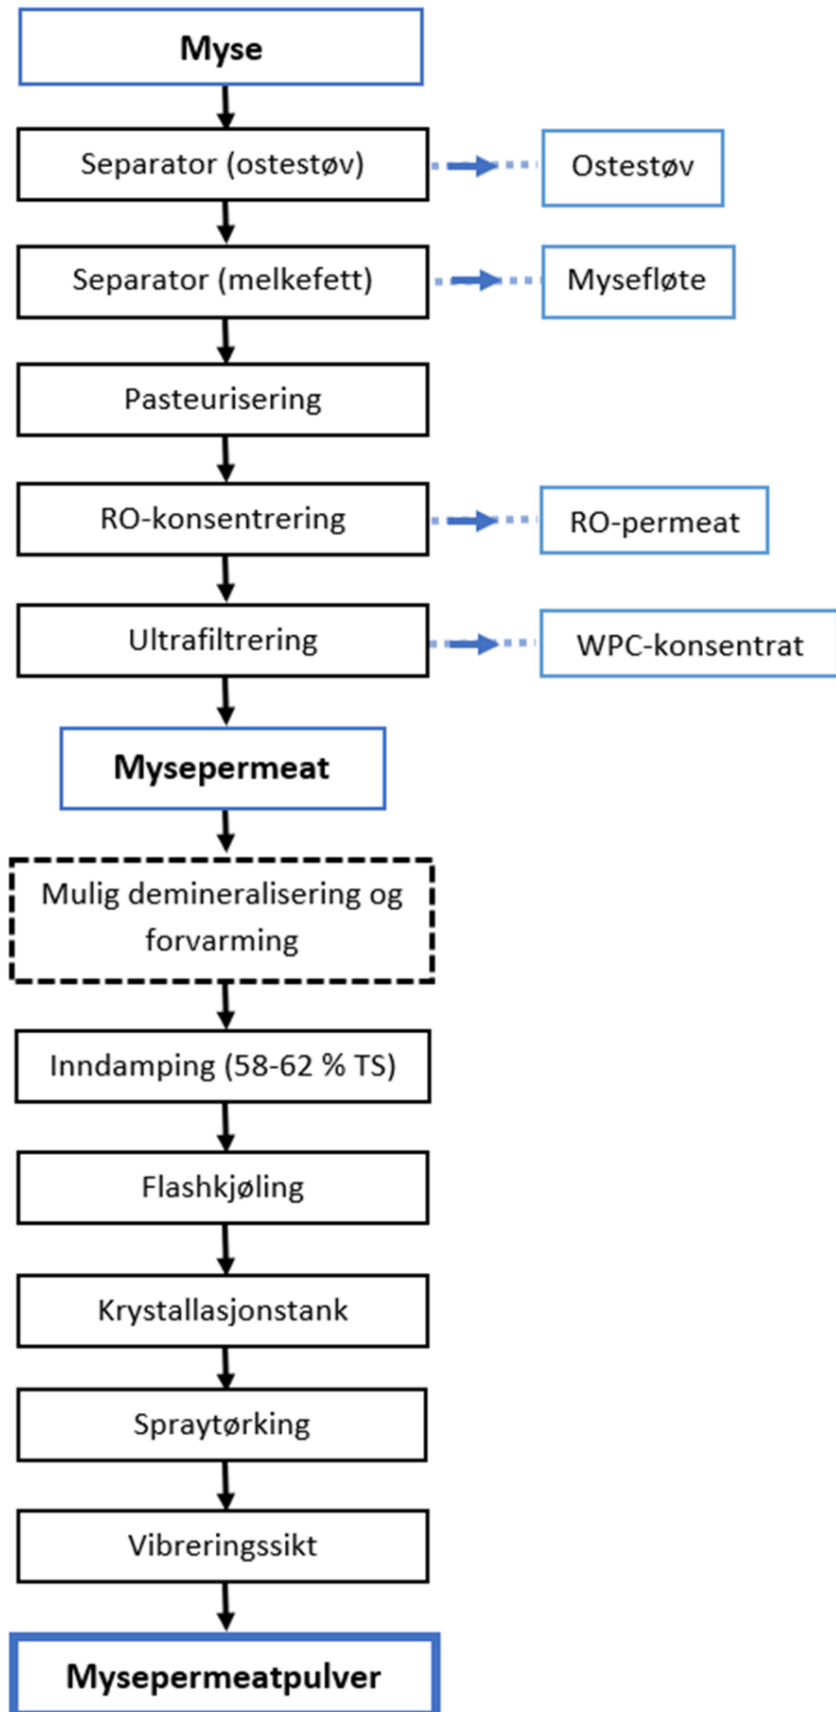 Myse
Separator (ostestøv)
Ostestøv
Separator (melkefett)
Mysefløte
Pasteurisering
RO-konsentrering
RO-permeat
Ultrafiltrering
WPC-konsentrat
Mysepermeat
Mulig demineralisering og
forvarming
Inndamping (58-62 % TS)
Flashkjøling
Krystallasjonstank
Spraytørking
Vibreringssikt
Mysepermeatpulver